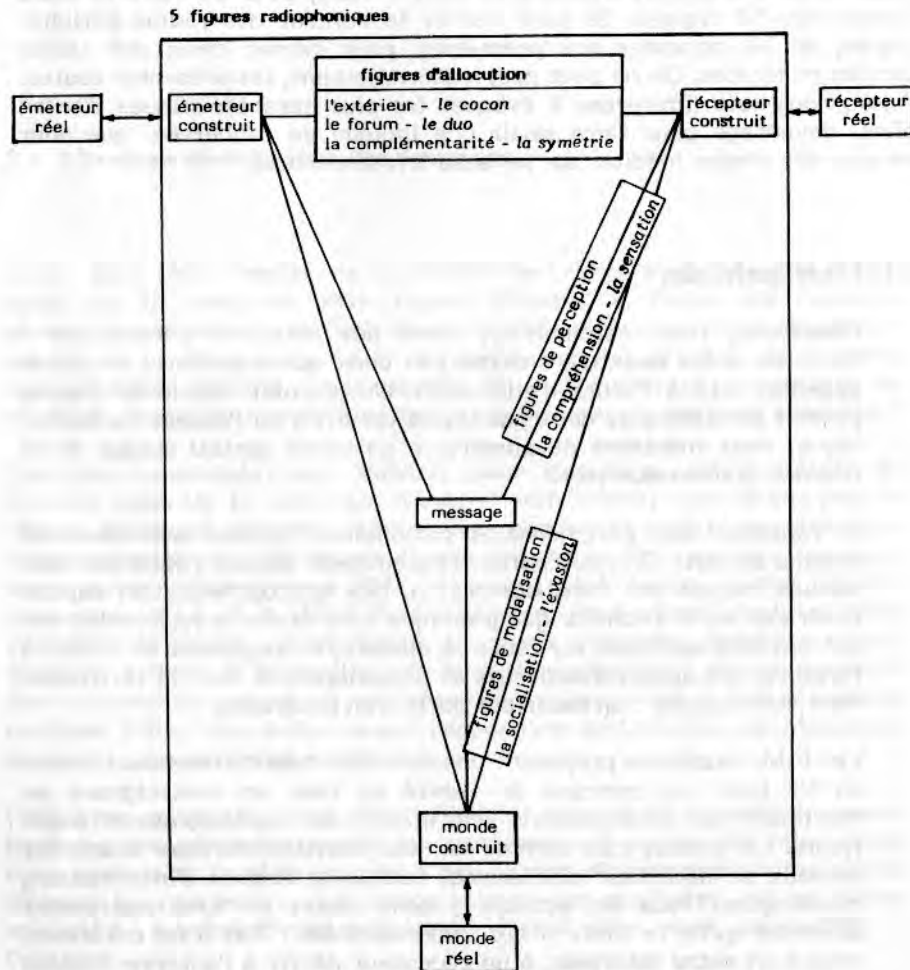 5 figures radiophoniques
figures d'allocution
l'extérieur - le cocon
le forum - le duo
la complémentarité - la symétrie
émetteur
réel
émetteur
construit
récepteur
construit
récepteur
réel
figures de perception
la compréhension - la sensation
message
figures de modalisation
la socialisation - l'évasion
monde
construit
monde
réel